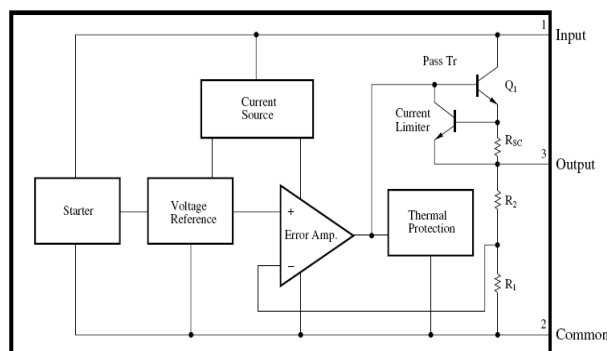 1
Input
Pass Tr
Q1
Current
Source
Current
Limiter
RSC
3
Output
Starter
Voltage
Reference
+
Error Amp.
−
Thermal
Protection
R2
R1
2
Common